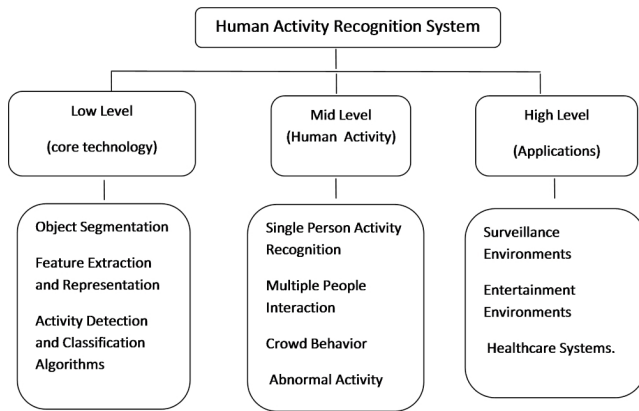 Human Activity Recognition System
Low Level
(core technology)
Mid Level
(Human Activity)
High Level
(Applications)
Object Segmentation
Feature Extraction
and Representation
Activity Detection
and Classification
Algorithms
Single Person Activity
Recognition
Multiple People
Interaction
Crowd Behavior
Abnormal Activity
Surveillance
Environments
Entertainment
Environments
Healthcare Systems.